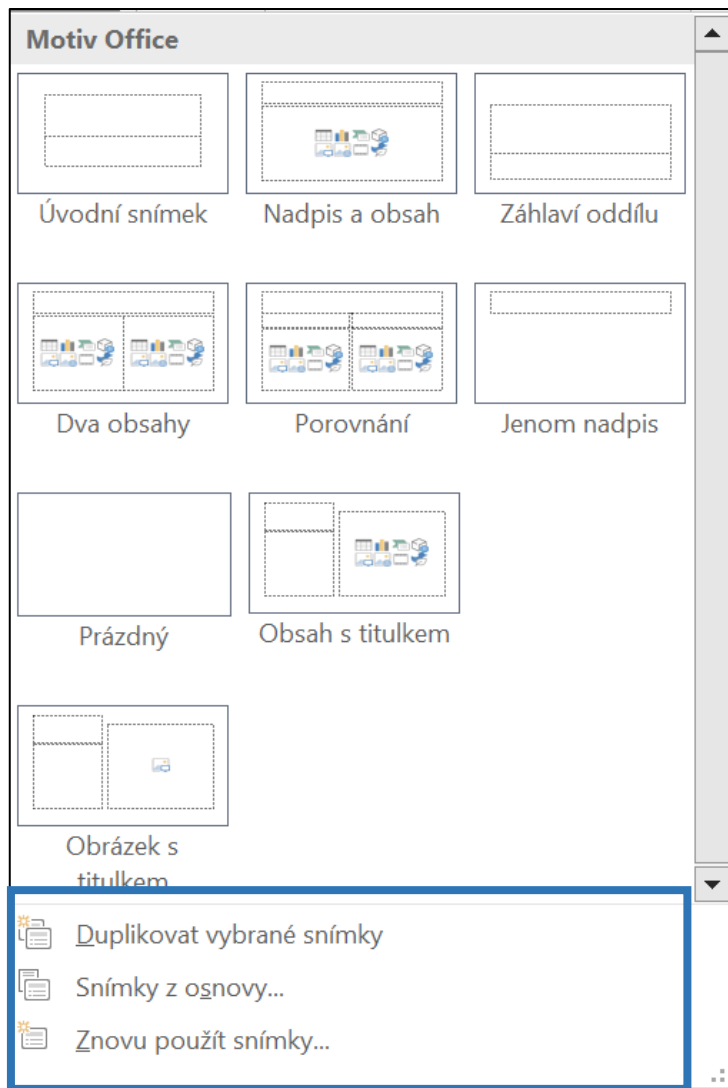 Motiv Office
Úvodní snímek
Nadpis a obsah
Záhlaví oddílu
Dva obsahy
Porovnání
Jenom nadpis
Prázdný
Obsah s titulkem
Obrázek s
titulkem
Duplikovat vybrané snímky
Snímky z osnovy...
Znovu použít snímky...